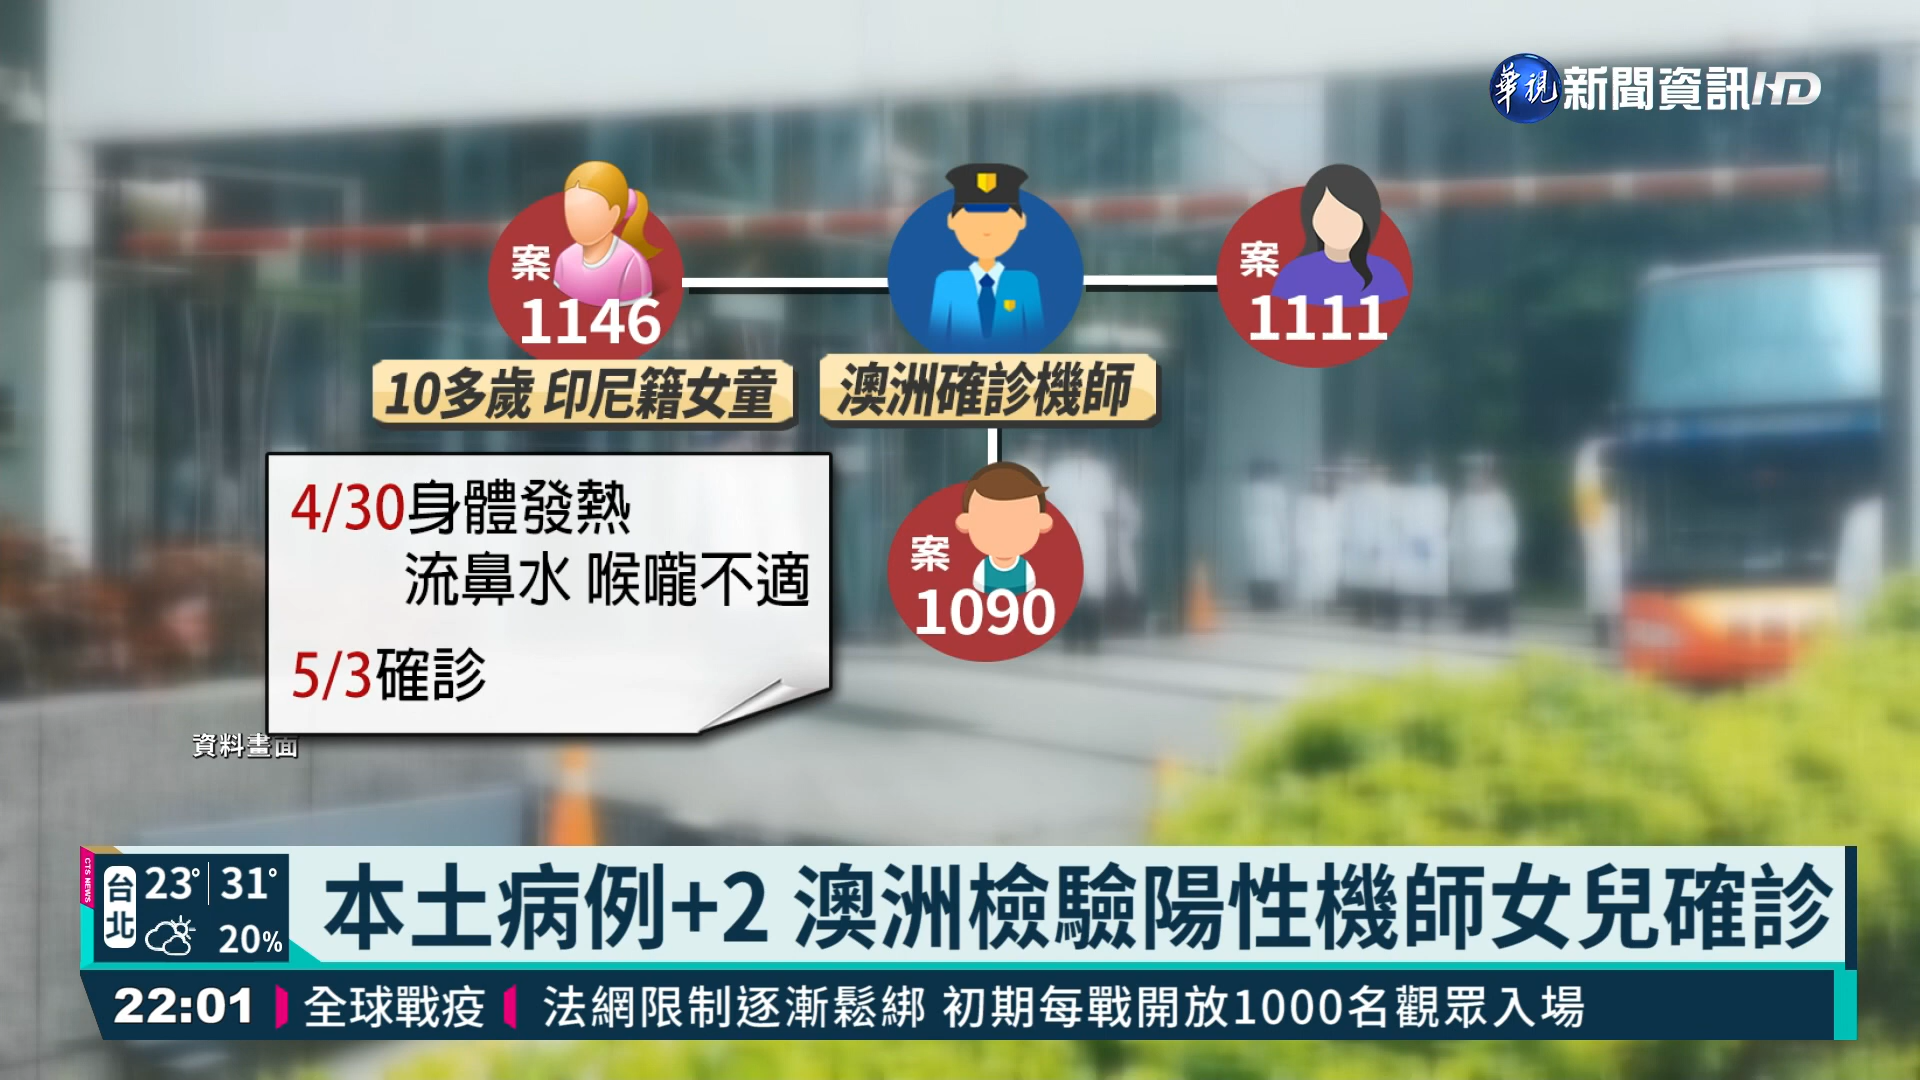 華視新聞資訊HD
案
1146
案
1111
10多歲 印尼籍女童
澳洲確診機師
4/30身體發熱
流鼻水 喉嚨不適
5/3確診
案
1090
資料畫面
CTS NEWS
台北
23° 31°
20%
本土病例+2 澳洲檢驗陽性機師女兒確診
22:01 全球戰疫 法網限制逐漸鬆綁 初期每戰開放1000名觀眾入場